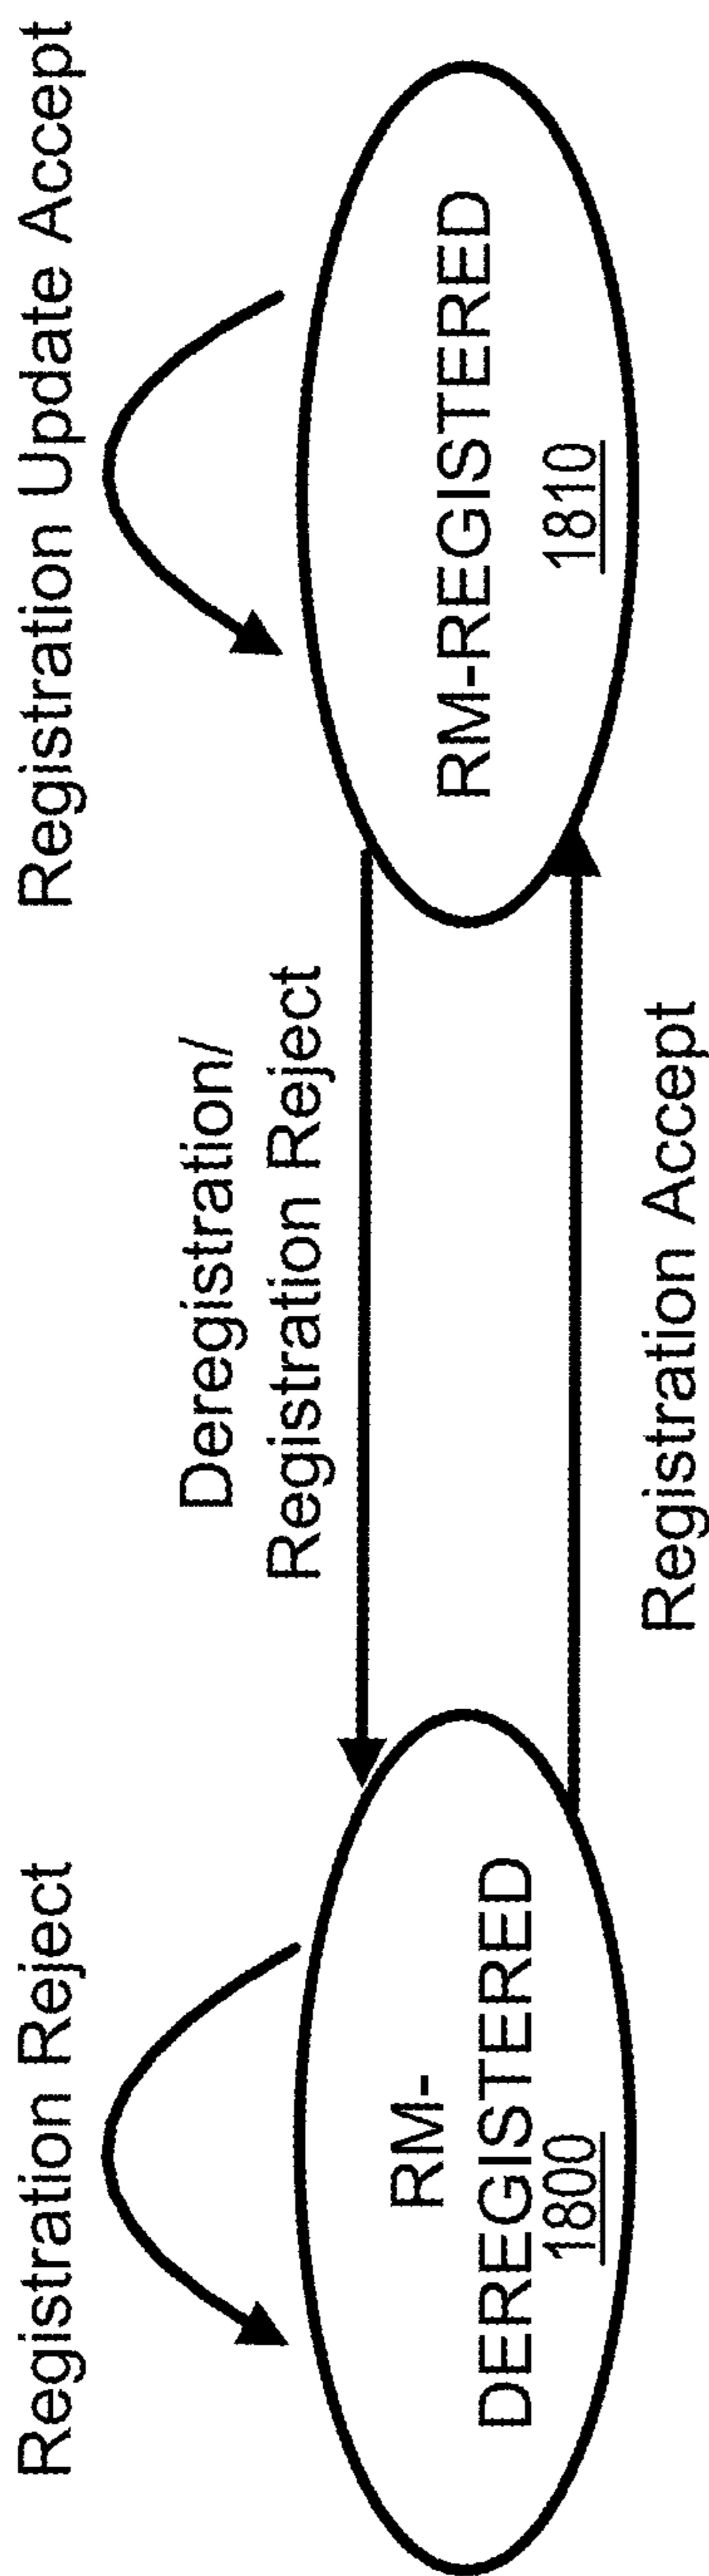 Registration Reject
RM-
DEREGISTERED
1800
Deregistration/
Registration Reject
Registration Accept
Registration Update Accept
RM-REGISTERED
1810